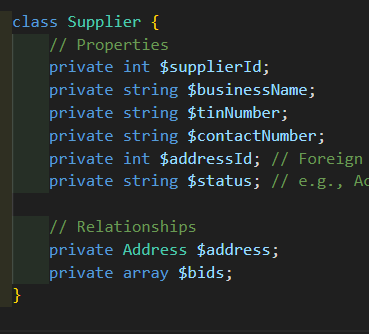 class Supplier {
// Properties
private int $supplierId;
private string $businessName;
private string $tinNumber;
private string $contactNumber;
private int $addressId; // Foreign
private string $status; // e.g.,
// Relationships
private Address $address;
private array $bids;
}